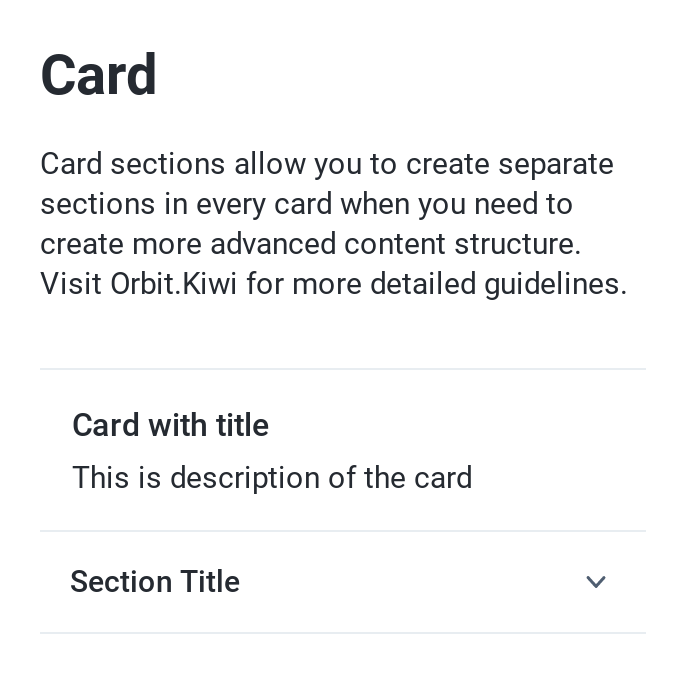 Card
Card sections allow you to create separate
sections in every card when you need to
create more advanced content structure.
Visit Orbit.Kiwi for more detailed guidelines.
Card with title
This is description of the card
Section Title